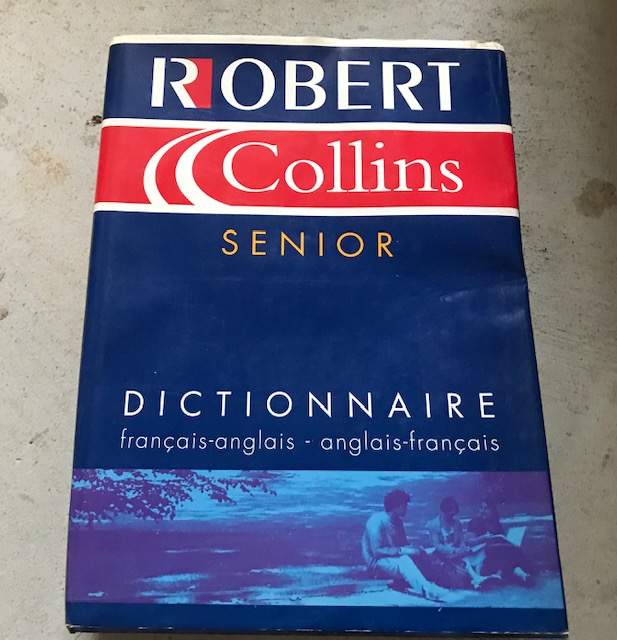 ROBERT
Collins
SENIOR
DICTIONNAIRE
français-anglais - anglais-français